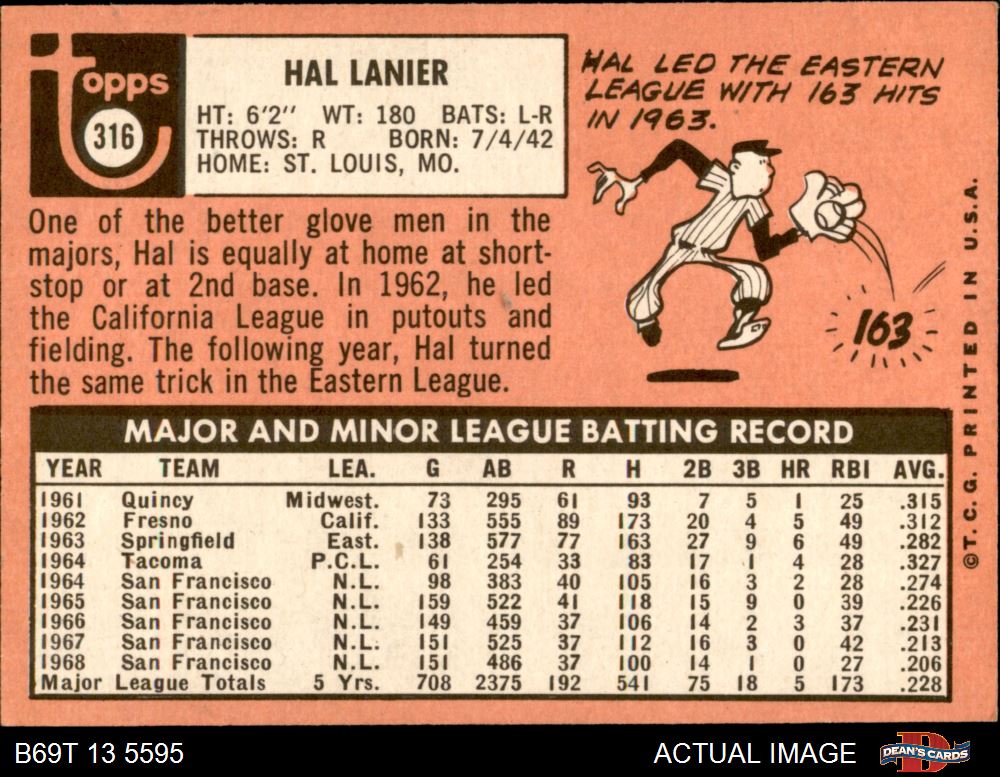 topps
316
HAL LANIER
HT: 6'2" WT: 180 BATS: L-R
THROWS: R BORN: 7/4/42
HOME: ST. LOUIS, MO.
HAL LED THE EASTERN
LEAGUE WITH 163 HITS
IN 1963.
163
One of the better glove men in the
majors, Hal is equally at home at short-
stop or at 2nd base. In 1962, he led
the California League in putouts and
fielding. The following year, Hal turned
the same trick in the Eastern League.
MAJOR AND MINOR LEAGUE BATTING RECORD
YEAR TEAM LEA. G AB R H 2B 3B HR RBI AVG.
1961 Quincy Midwest. 73 295 61 93 7 5 1 25 .315
1962 Fresno Calif. 133 555 89 173 20 4 5 49 .312
1963 Springfield East. 138 577 77 163 27 9 6 49 .282
1964 Tacoma P.C.L. 61 254 33 83 17 1 4 28 .327
1964 San Francisco N.L. 98 383 40 105 16 3 2 28 .274
1965 San Francisco N.L. 159 522 41 118 15 9 0 39 .226
1966 San Francisco N.L. 149 459 37 106 14 2 3 37 .231
1967 San Francisco N.L. 151 525 37 112 16 3 0 42 .213
1968 San Francisco N.L. 151 486 37 100 14 1 0 27 .206
Major League Totals 5 Yrs. 708 2375 192 541 75 18 5 173 .228
©T. C. G. PRINTED IN U.S.A.
B69T 13 5595
ACTUAL IMAGE
DEAN'S CARDS